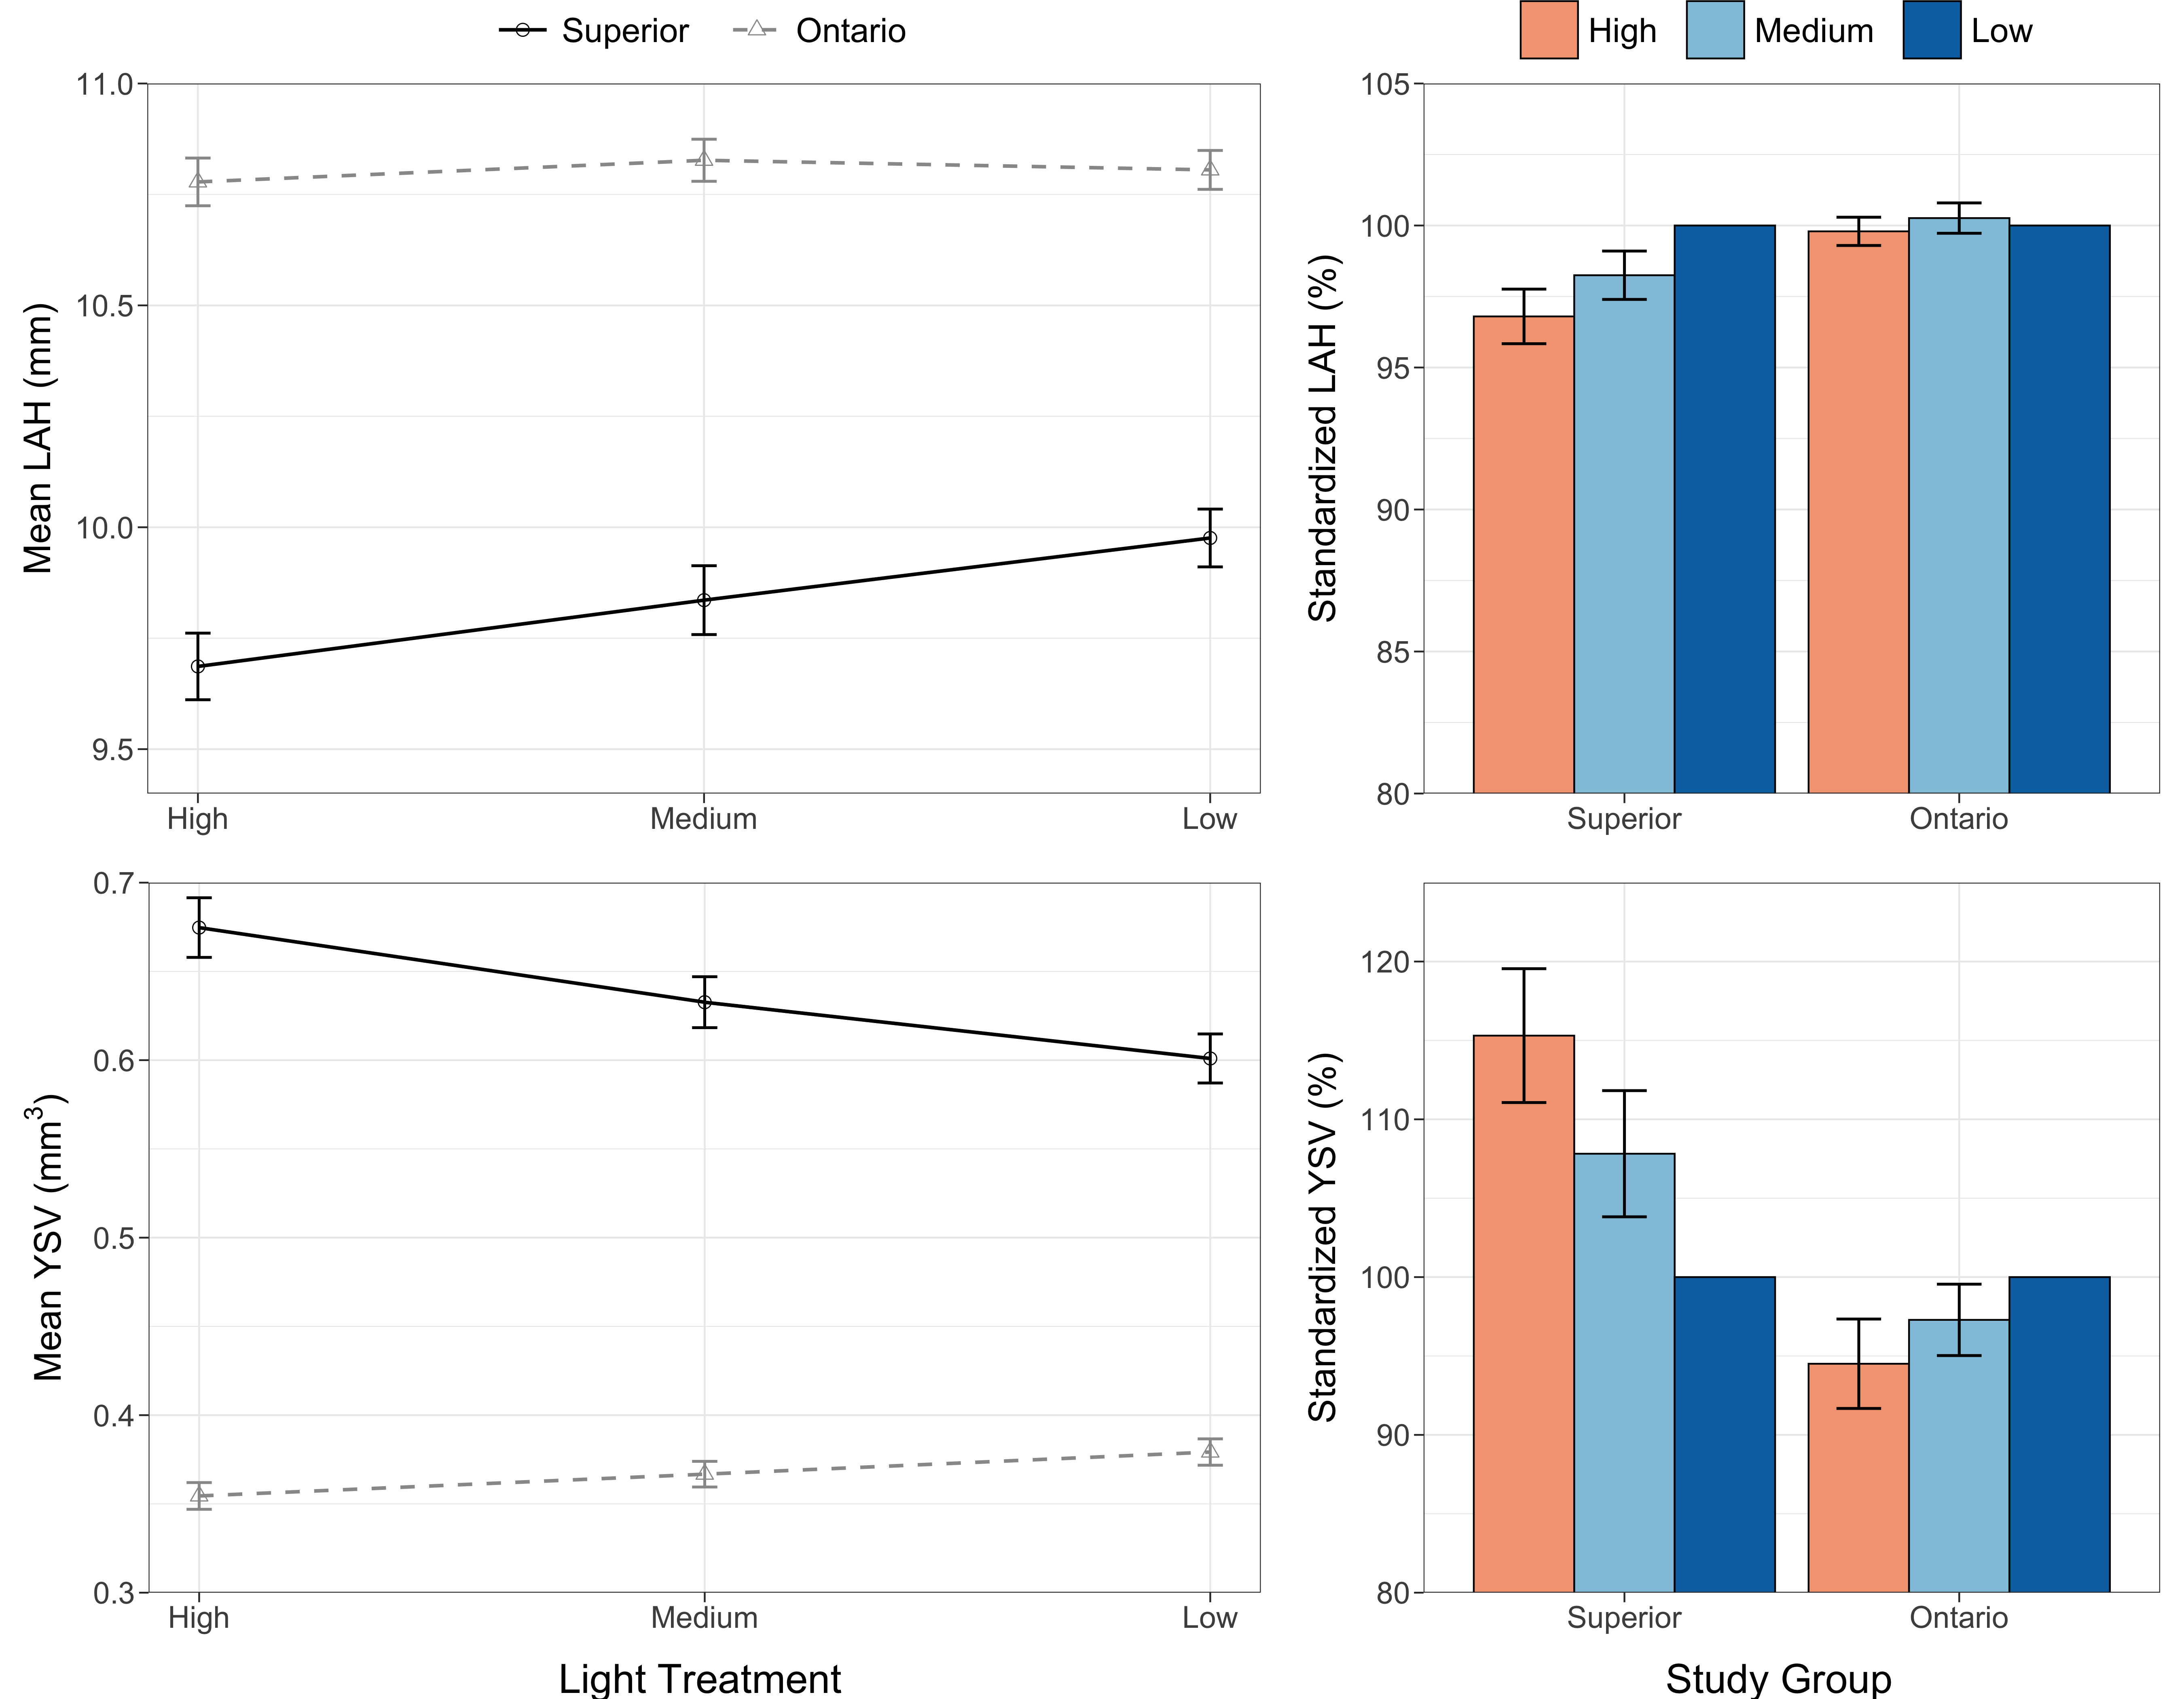 Superior Ontario
High Medium Low
Mean LAH (mm)
11.0
10.5
10.0
9.5
High Medium Low
Standardized LAH (%)
105
100
95
90
85
80
Superior Ontario
Mean YSV (mm³)
0.7
0.6
0.5
0.4
0.3
High Medium Low
Light Treatment
Standardized YSV (%)
120
110
100
90
80
Superior Ontario
Study Group